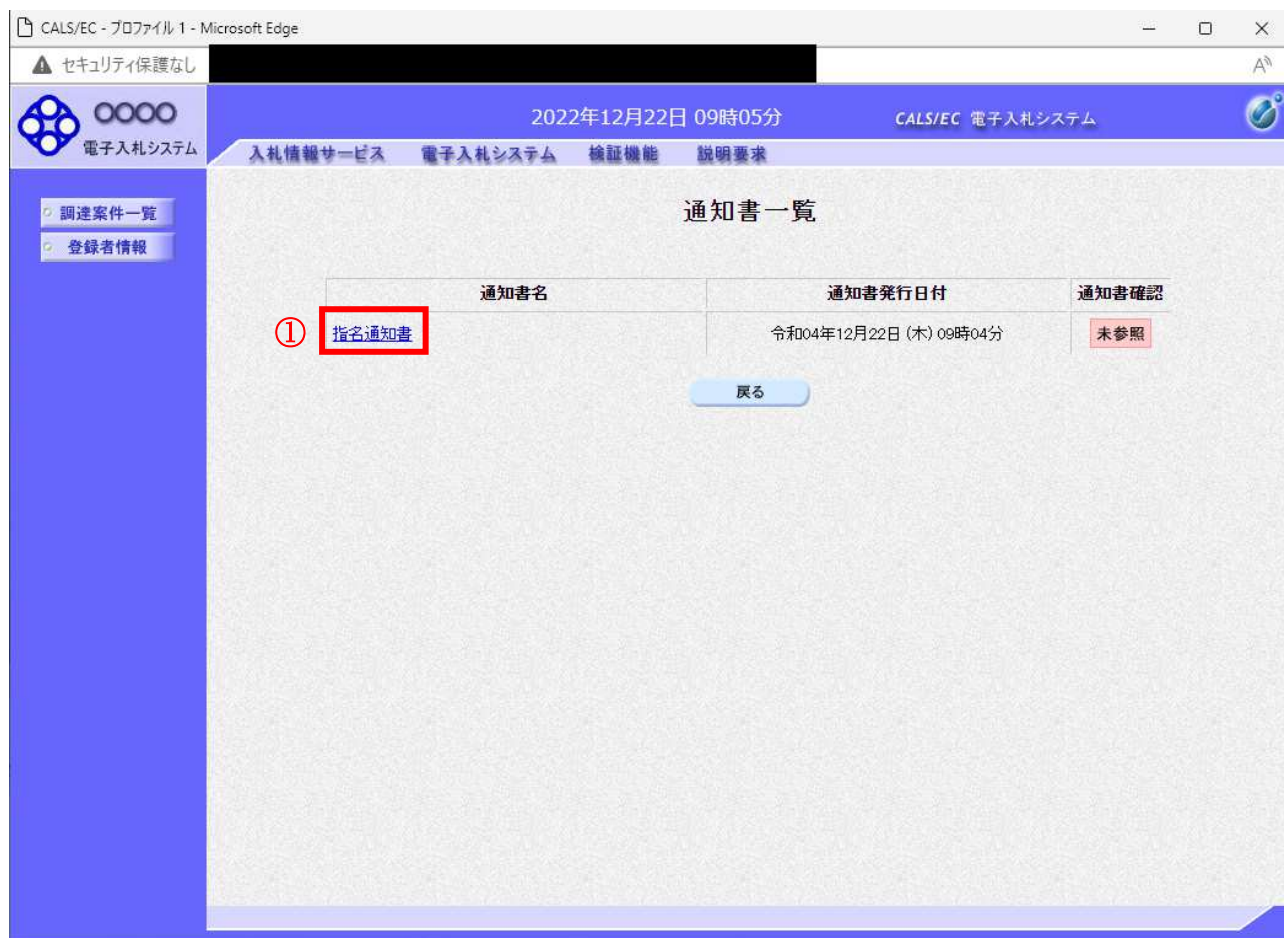 CALS/EC - プロファイル 1 - Microsoft Edge
セキュリティ保護なし
○○○○
電子入札システム
2022年12月22日 09時05分
CALS/EC 電子入札システム
入札情報サービス 電子入札システム 検証機能 説明要求
調達案件一覧
登録者情報
通知書一覧
通知書名 通知書発行日付 通知書確認
① 指名通知書 令和04年12月22日 (木) 09時04分 未参照
戻る